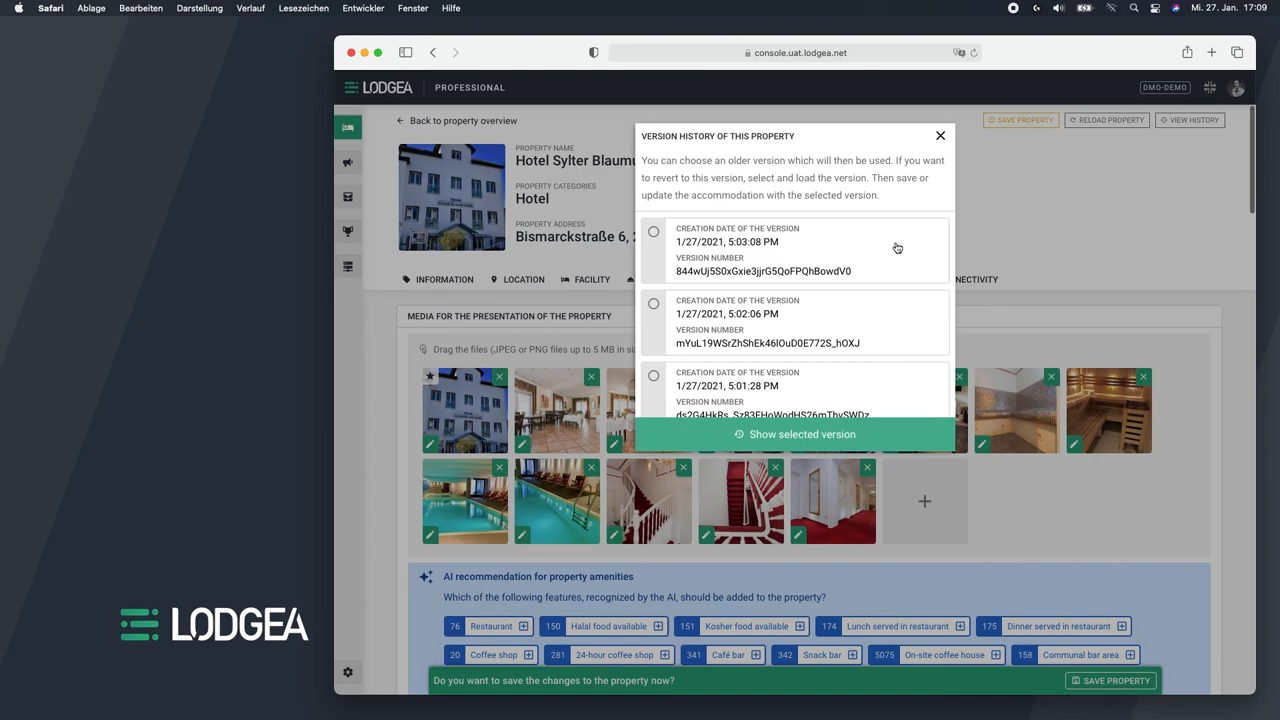 Safari Ablage Bearbeiten Darstellung Verlauf Lesezeichen Entwickler Fenster Hilfe
Mi. 27. Jan. 17:09
console.uat.lodgea.net
LODGEA PROFESSIONAL
DMO-DEMO
Back to property overview
SAVE PROPERTY RELOAD PROPERTY VIEW HISTORY
PROPERTY NAME
Hotel Sylter Blaumu
PROPERTY CATEGORIES
Hotel
PROPERTY ADDRESS
Bismarckstraße 6, 2
INFORMATION LOCATION FACILITY
NECTIVITY
VERSION HISTORY OF THIS PROPERTY
You can choose an older version which will then be used. If you want
to revert to this version, select and load the version. Then save or
update the accommodation with the selected version.
CREATION DATE OF THE VERSION
1/27/2021, 5:03:08 PM
VERSION NUMBER
844wUj5S0xGxie3jjrG5QoFPQhBowdV0
CREATION DATE OF THE VERSION
1/27/2021, 5:02:06 PM
VERSION NUMBER
mYuL19WSrZhShEk46lOuD0E772S_hOXJ
CREATION DATE OF THE VERSION
1/27/2021, 5:01:28 PM
VERSION NUMBER
Show selected version
MEDIA FOR THE PRESENTATION OF THE PROPERTY
Drag the files (JPEG or PNG files up to 5 MB in si
AI recommendation for property amenities
Which of the following features, recognized by the AI, should be added to the property?
76 Restaurant 150 Halal food available 151 Kosher food available 174 Lunch served in restaurant 175 Dinner served in restaurant
20 Coffee shop 281 24-hour coffee shop 341 Café bar 342 Snack bar 5075 On-site coffee house 158 Communal bar area
Do you want to save the changes to the property now?
SAVE PROPERTY
LODGEA